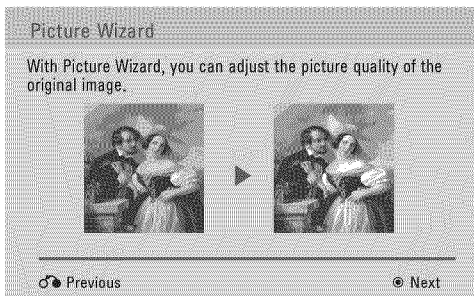 Picture Wizard
With Picture Wizard, you can adjust the picture quality of the
original image.
Previous
Next